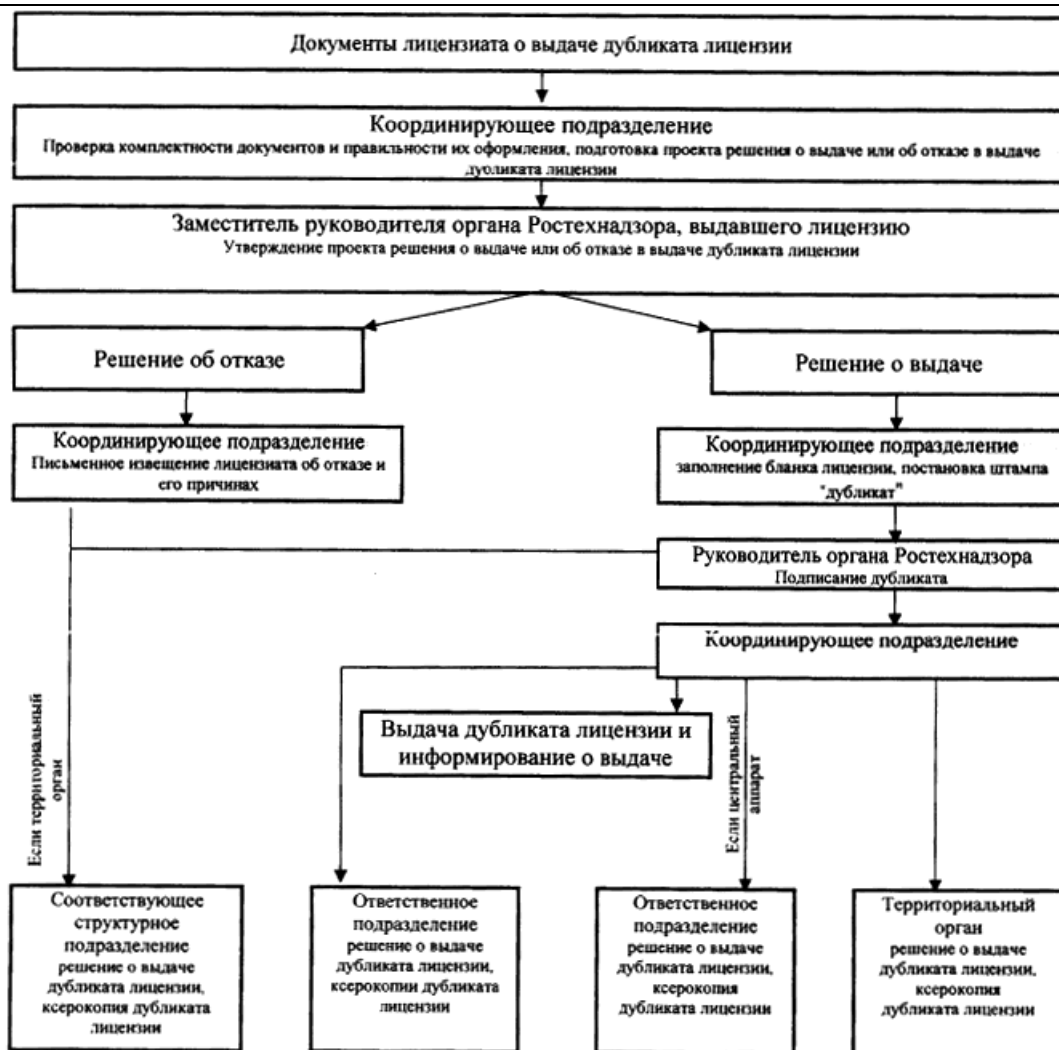 Документы лицензиата о выдаче дубликата лицензии
Координирующее подразделение
Проверка комплектности документов и правильности их оформления, подготовка проекта решения о выдаче или об отказе в выдаче
дубликата лицензии
Заместитель руководителя органа Ростехнадзора, выдавшего лицензию
Утверждение проекта решения о выдаче или об отказе в выдаче дубликата лицензии
Решение об отказе
Решение о выдаче
Координирующее подразделение
Письменное извещение лицензиата об отказе и
его причинах
Координирующее подразделение
заполнение бланка лицензии, постановка штампа
"дубликат"
Руководитель органа Ростехнадзора
Подписание дубликата
Координирующее подразделение
Выдача дубликата лицензии и
информирование о выдаче
Если территориальный
орган
Если центральный
аппарат
Соответствующее
структурное
подразделение
решение о выдаче
дубликата лицензии,
ксерокопия дубликата
лицензии
Ответственное
подразделение
решение о выдаче
дубликата лицензии,
ксерокопии дубликата
лицензии
Ответственное
подразделение
решение о выдаче
дубликата лицензии,
ксерокопия
дубликата лицензии
Территориальный
орган
решение о выдаче
дубликата лицензии,
ксерокопия
дубликата лицензии